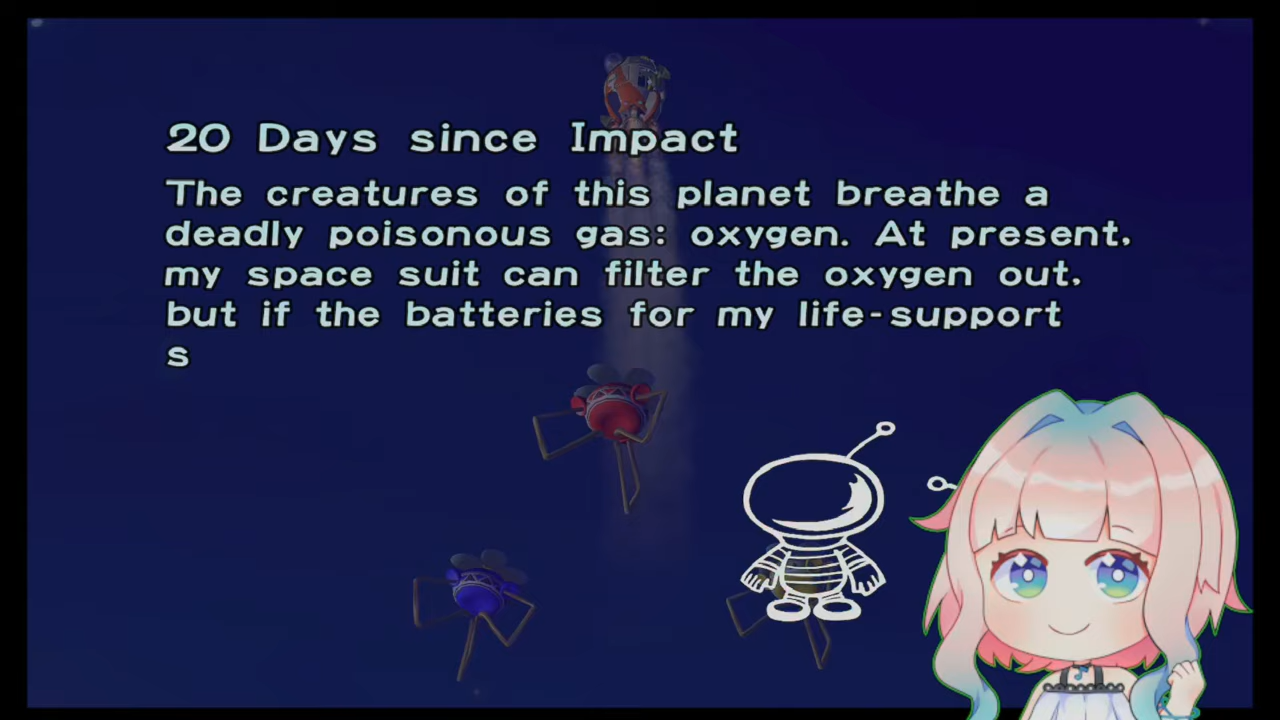 20 Days since Impact
The creatures of this planet breathe a
deadly poisonous gas: oxygen. At present,
my space suit can filter the oxygen out,
but if the batteries for my life-support
s